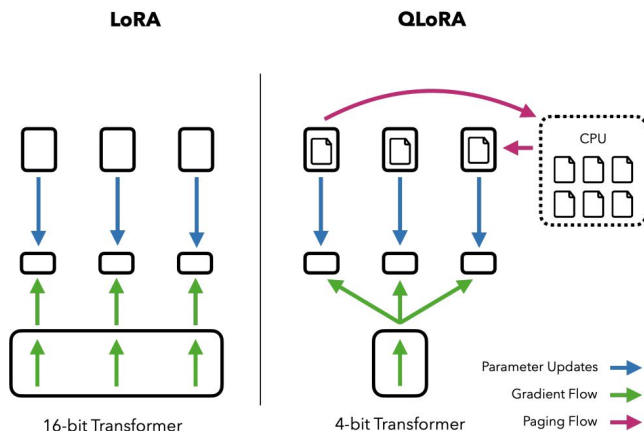 LoRA
QLoRA
CPU
Parameter Updates
Gradient Flow
Paging Flow
16-bit Transformer
4-bit Transformer